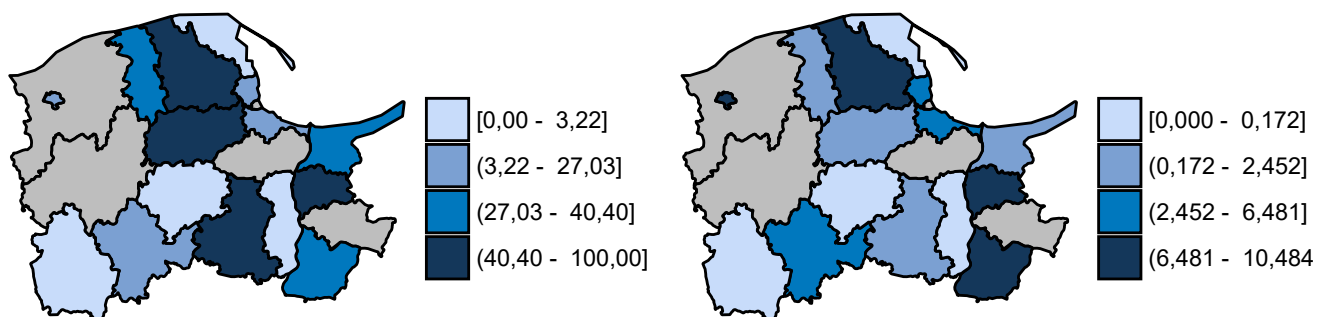 [0,00 - 3,22]
(3,22 - 27,03]
(27,03 - 40,40]
(40,40 - 100,00]
[0,000 - 0,172]
(0,172 - 2,452]
(2,452 - 6,481]
(6,481 - 10,484